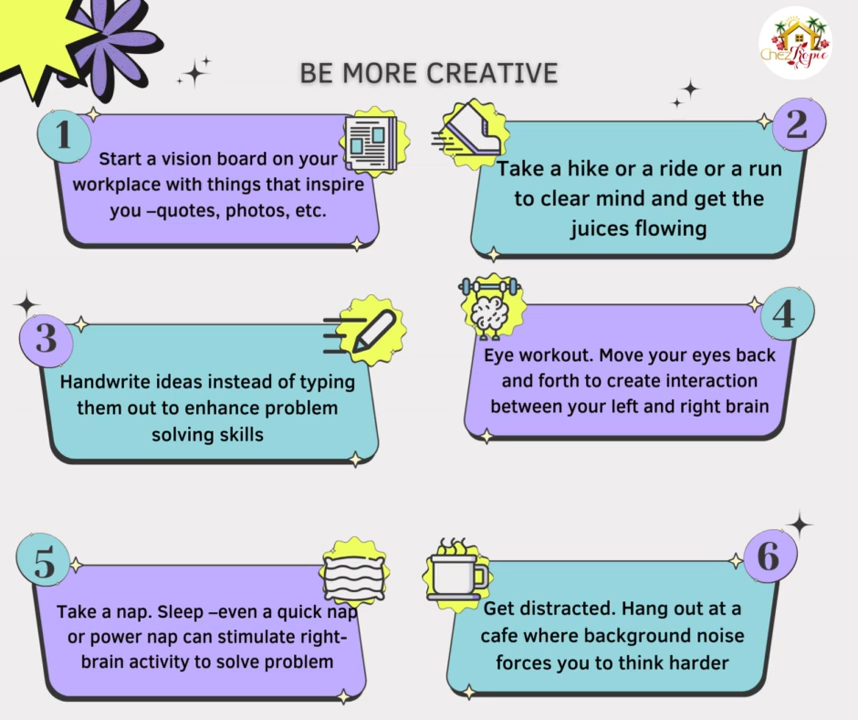 BE MORE CREATIVE
Chez Ropie
1
Start a vision board on your
workplace with things that inspire
you –quotes, photos, etc.
2
Take a hike or a ride or a run
to clear mind and get the
juices flowing
3
Handwrite ideas instead of typing
them out to enhance problem
solving skills
4
Eye workout. Move your eyes back
and forth to create interaction
between your left and right brain
5
Take a nap. Sleep –even a quick nap
or power nap can stimulate right-
brain activity to solve problem
6
Get distracted. Hang out at a
cafe where background noise
forces you to think harder